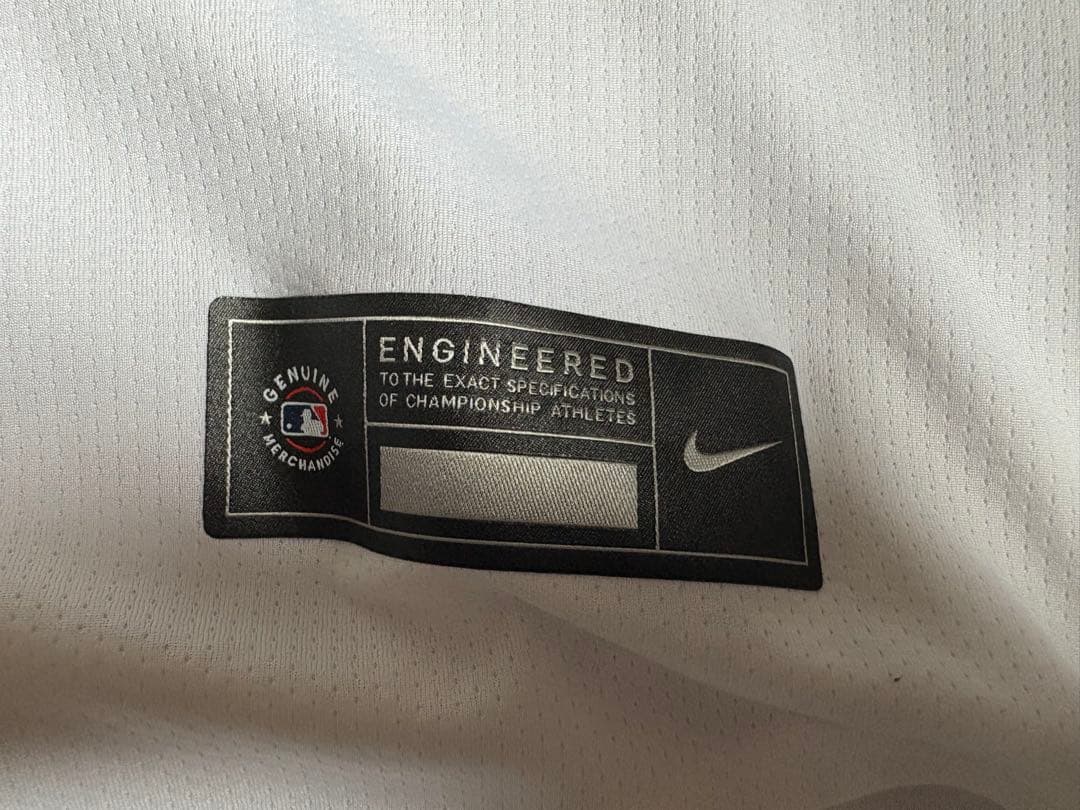 GENUINE
MERCHANDISE
ENGINEERED
TO THE EXACT SPECIFICATIONS
OF CHAMPIONSHIP ATHLETES